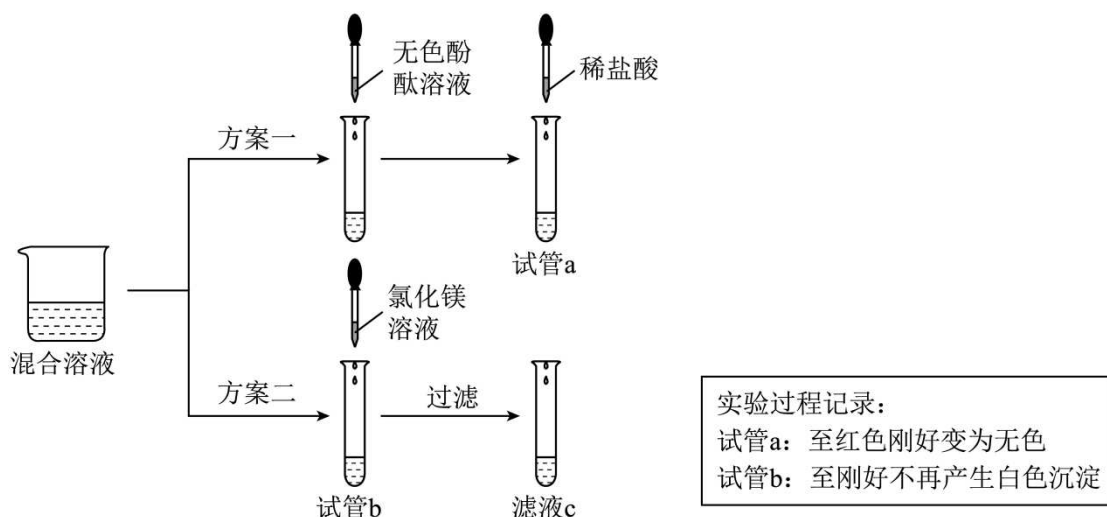 无色酚
酞溶液
稀盐酸
方案一
试管a
混合溶液
氯化镁
溶液
方案二
过滤
试管b
滤液c
实验过程记录：
试管a：至红色刚好变为无色
试管b：至刚好不再产生白色沉淀